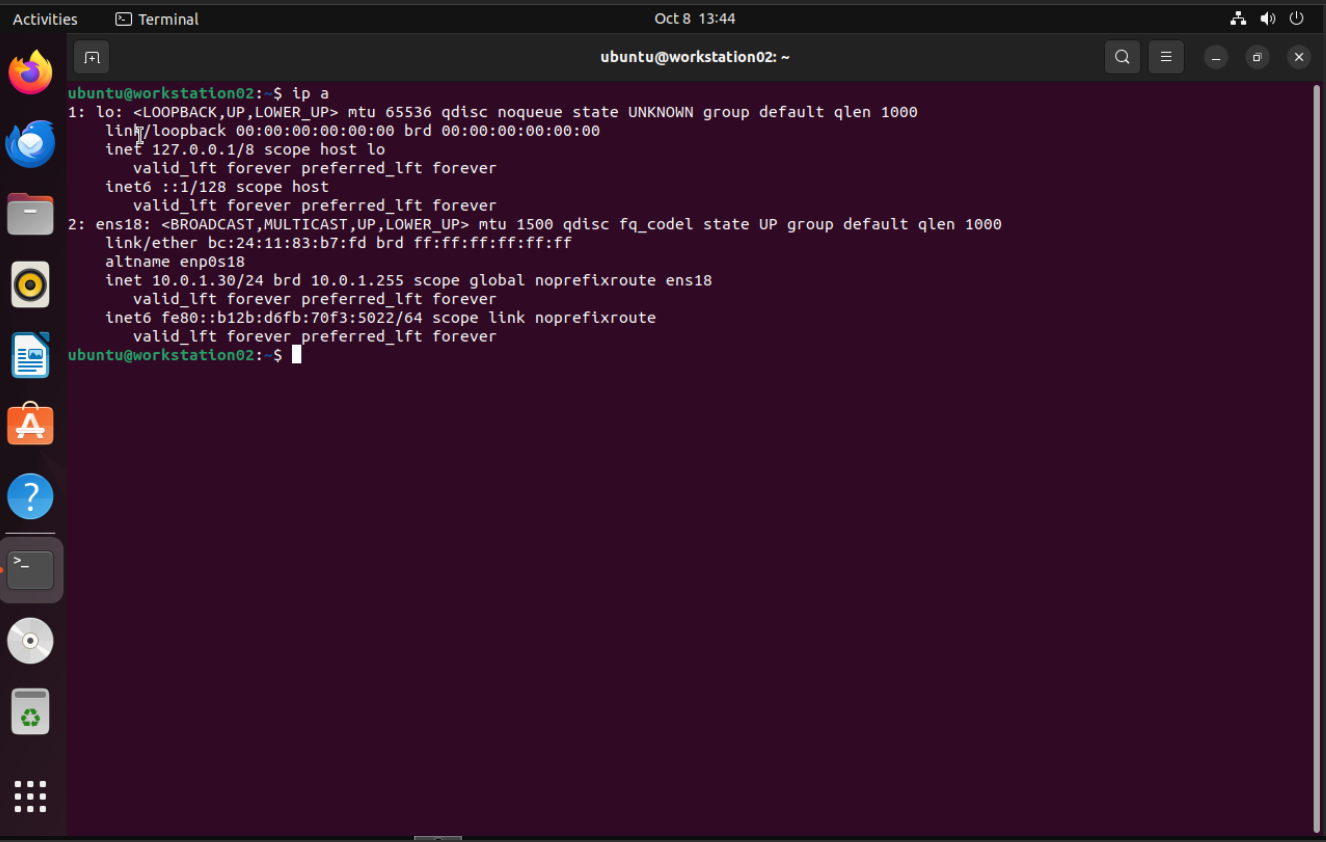 Activities Terminal Oct 8 13:44
ubuntu@workstation02: ~
ubuntu@workstation02:~$ ip a
1: lo: <LOOPBACK,UP,LOWER_UP> mtu 65536 qdisc noqueue state UNKNOWN group default qlen 1000
    link/loopback 00:00:00:00:00:00 brd 00:00:00:00:00:00
    inet 127.0.0.1/8 scope host lo
       valid_lft forever preferred_lft forever
    inet6 ::1/128 scope host
       valid_lft forever preferred_lft forever
2: ens18: <BROADCAST,MULTICAST,UP,LOWER_UP> mtu 1500 qdisc fq_codel state UP group default qlen 1000
    link/ether bc:24:11:83:b7:fd brd ff:ff:ff:ff:ff:ff
    altname enp0s18
    inet 10.0.1.30/24 brd 10.0.1.255 scope global noprefixroute ens18
       valid_lft forever preferred_lft forever
    inet6 fe80::b12b:d6fb:70f3:5022/64 scope link noprefixroute
       valid_lft forever preferred_lft forever
ubuntu@workstation02:~$